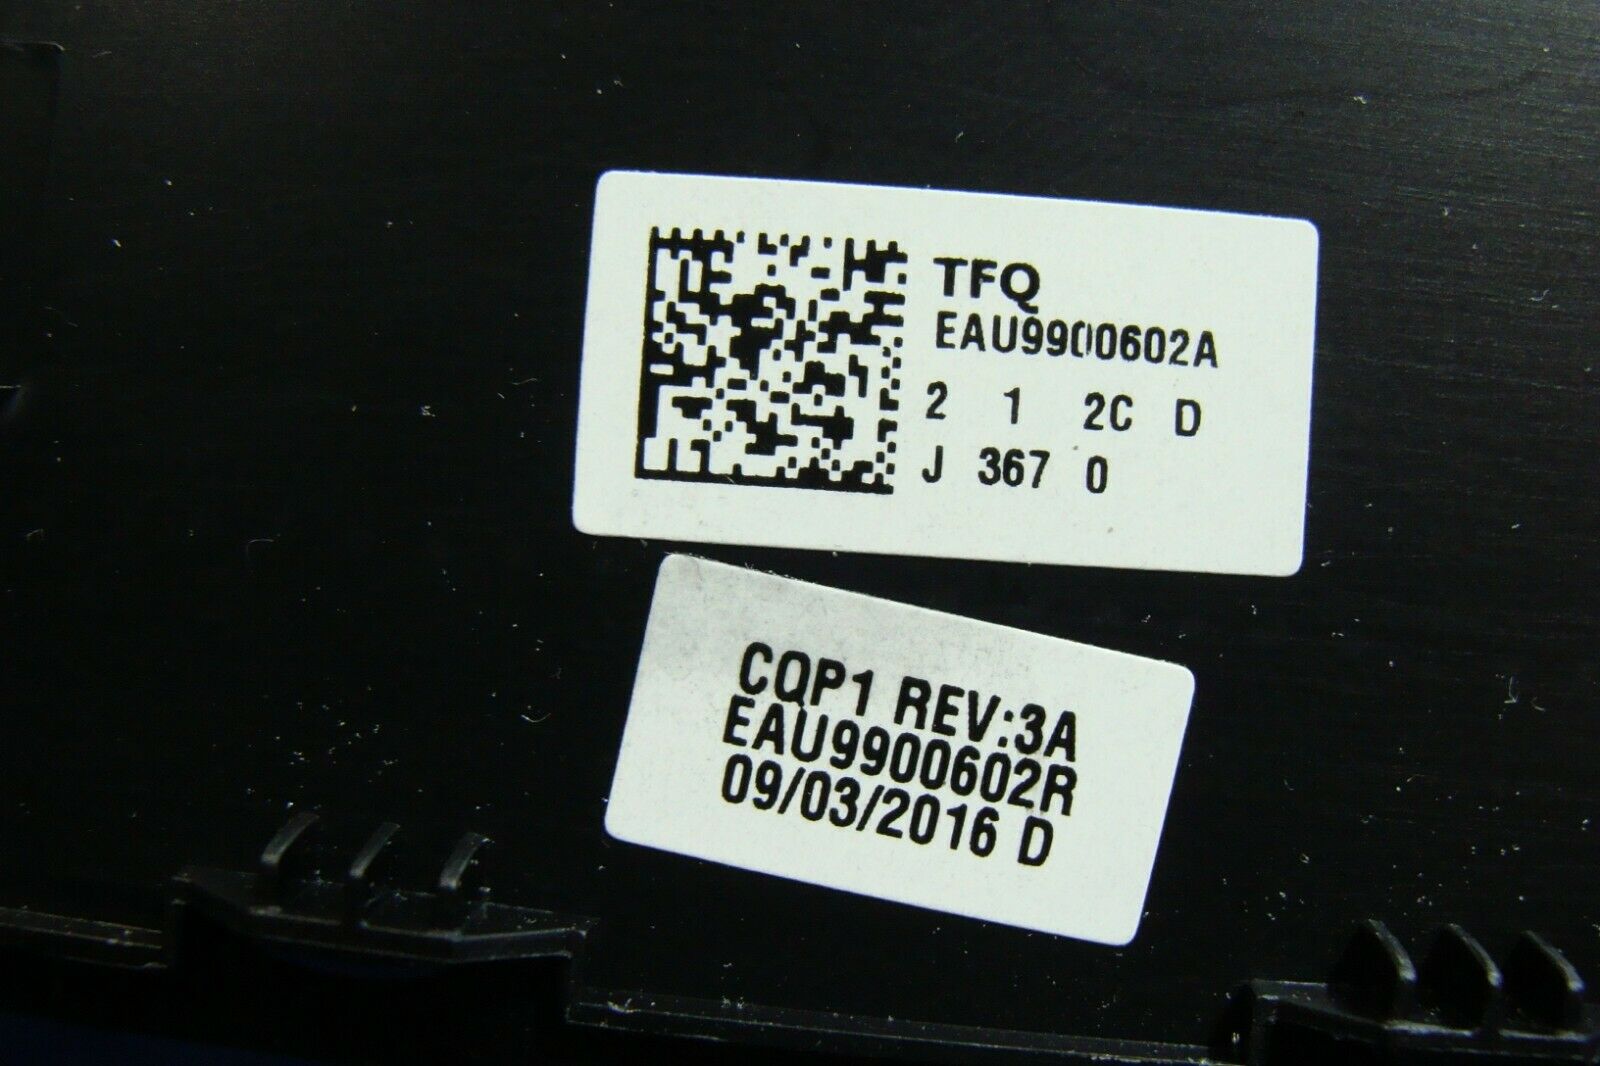 TFQ
EAU9900602A
2 1 2C D
J 367 0
CQP1 REV:3A
EAU9900602R
09/03/2016 D